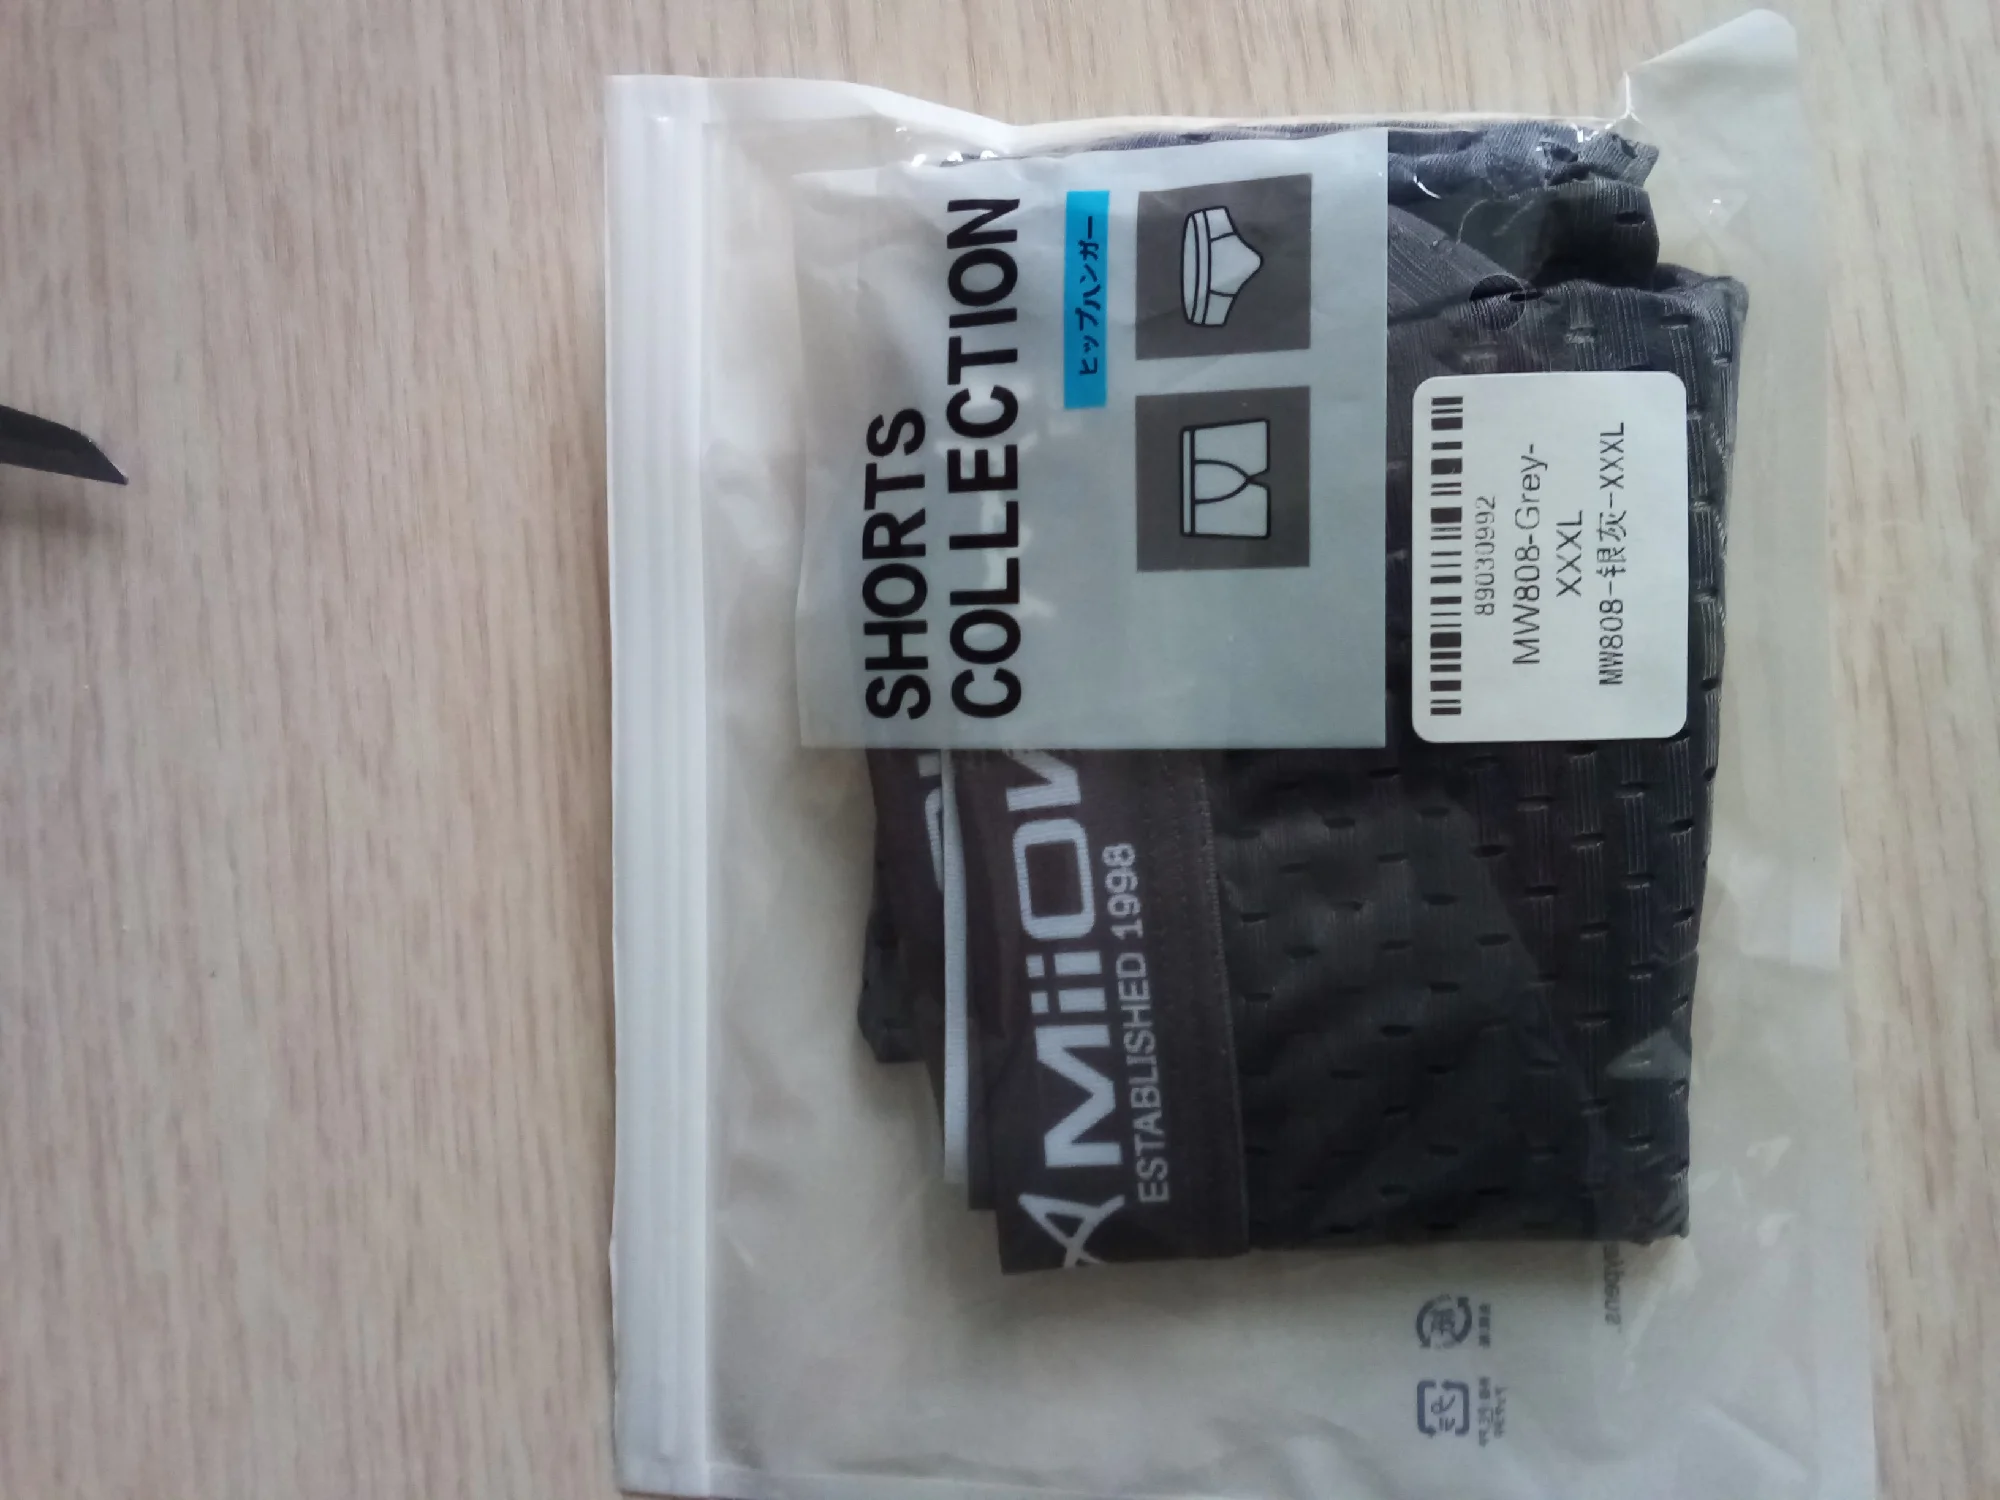 SHORTS
COLLECTION
ヒップハンガー
MiiOW
ESTABLISHED 1998
89030992
MW808-Grey-
XXXL
MW808-银灰-XXXL